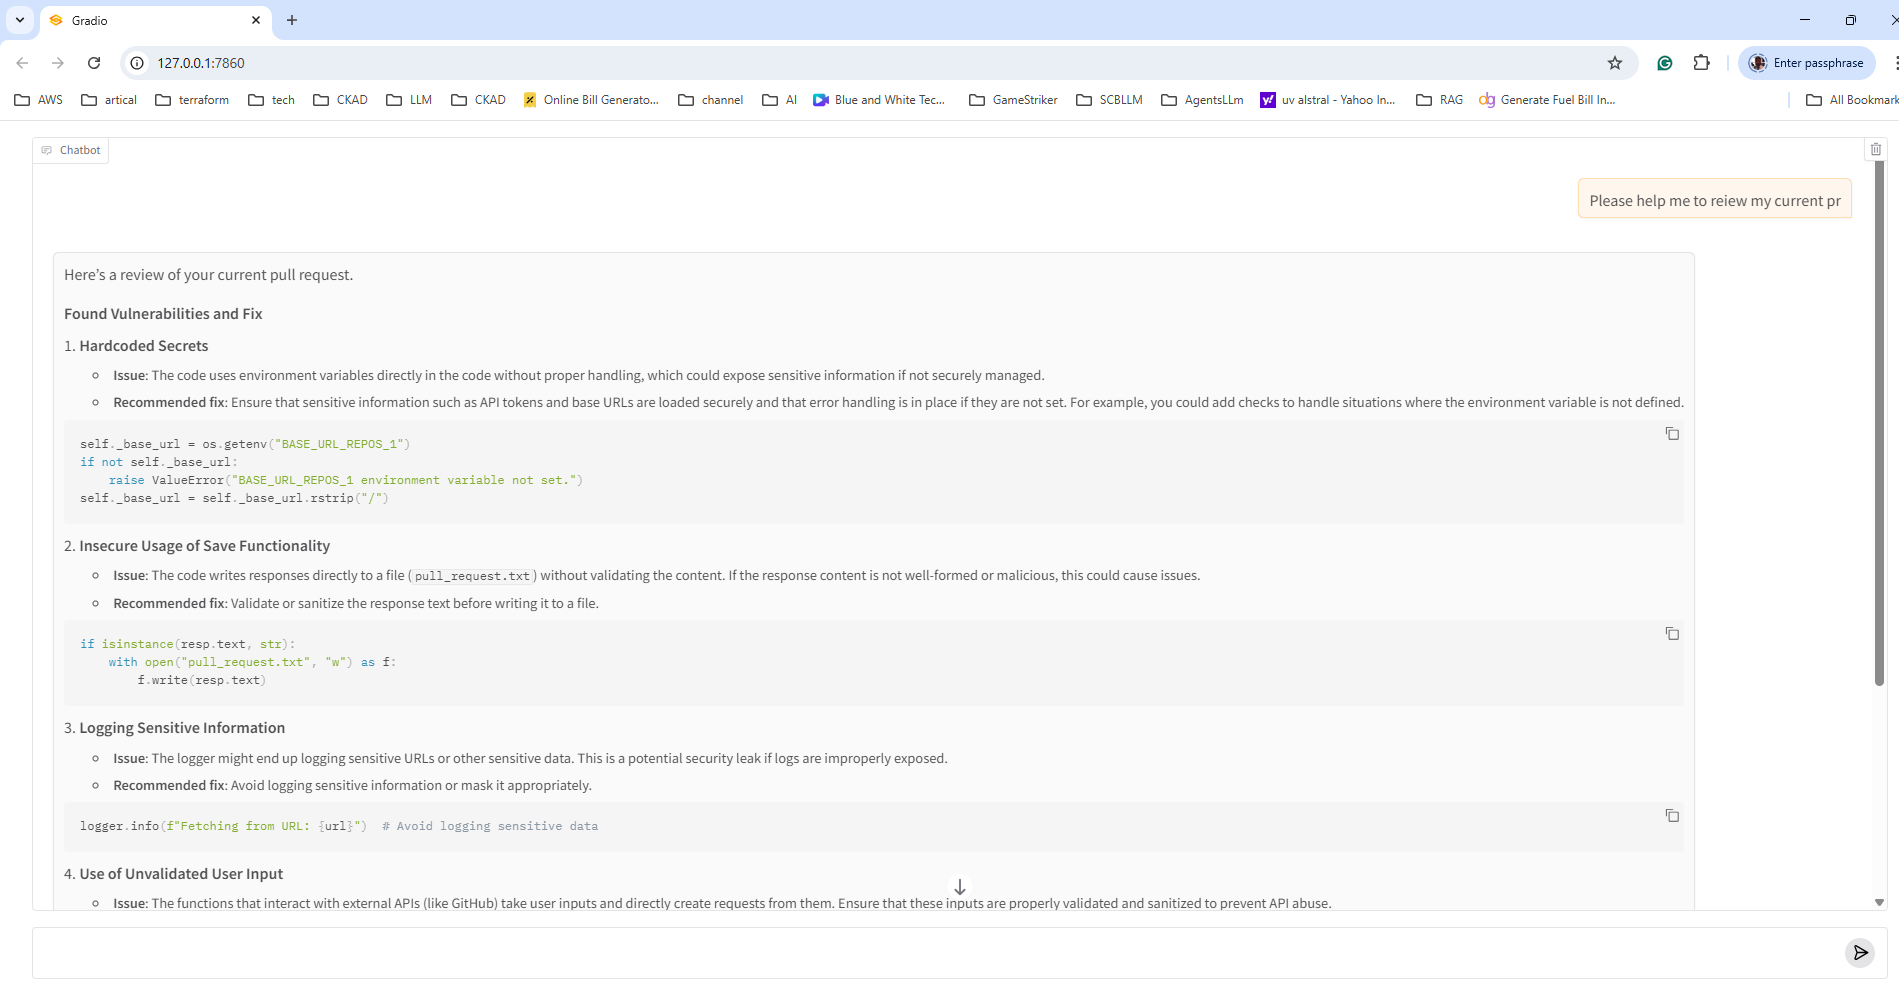 Gradio
127.0.0.1:7860
Enter passphrase
AWS artical terraform tech CKAD LLM CKAD Online Bill Generato... channel AI Blue and White Tec... GameStriker SCBLLM AgentsLLm uv alstral - Yahoo In... RAG Generate Fuel Bill In... All Bookmark
Chatbot
Please help me to reiew my current pr
Here’s a review of your current pull request.
Found Vulnerabilities and Fix
1. Hardcoded Secrets
Issue: The code uses environment variables directly in the code without proper handling, which could expose sensitive information if not securely managed.
Recommended fix: Ensure that sensitive information such as API tokens and base URLs are loaded securely and that error handling is in place if they are not set. For example, you could add checks to handle situations where the environment variable is not defined.
self._base_url = os.getenv("BASE_URL_REPOS_1")
if not self._base_url:
    raise ValueError("BASE_URL_REPOS_1 environment variable not set.")
self._base_url = self._base_url.rstrip("/")
2. Insecure Usage of Save Functionality
Issue: The code writes responses directly to a file (pull_request.txt) without validating the content. If the response content is not well-formed or malicious, this could cause issues.
Recommended fix: Validate or sanitize the response text before writing it to a file.
if isinstance(resp.text, str):
    with open("pull_request.txt", "w") as f:
        f.write(resp.text)
3. Logging Sensitive Information
Issue: The logger might end up logging sensitive URLs or other sensitive data. This is a potential security leak if logs are improperly exposed.
Recommended fix: Avoid logging sensitive information or mask it appropriately.
logger.info(f"Fetching from URL: {url}")  # Avoid logging sensitive data
4. Use of Unvalidated User Input
Issue: The functions that interact with external APIs (like GitHub) take user inputs and directly create requests from them. Ensure that these inputs are properly validated and sanitized to prevent API abuse.